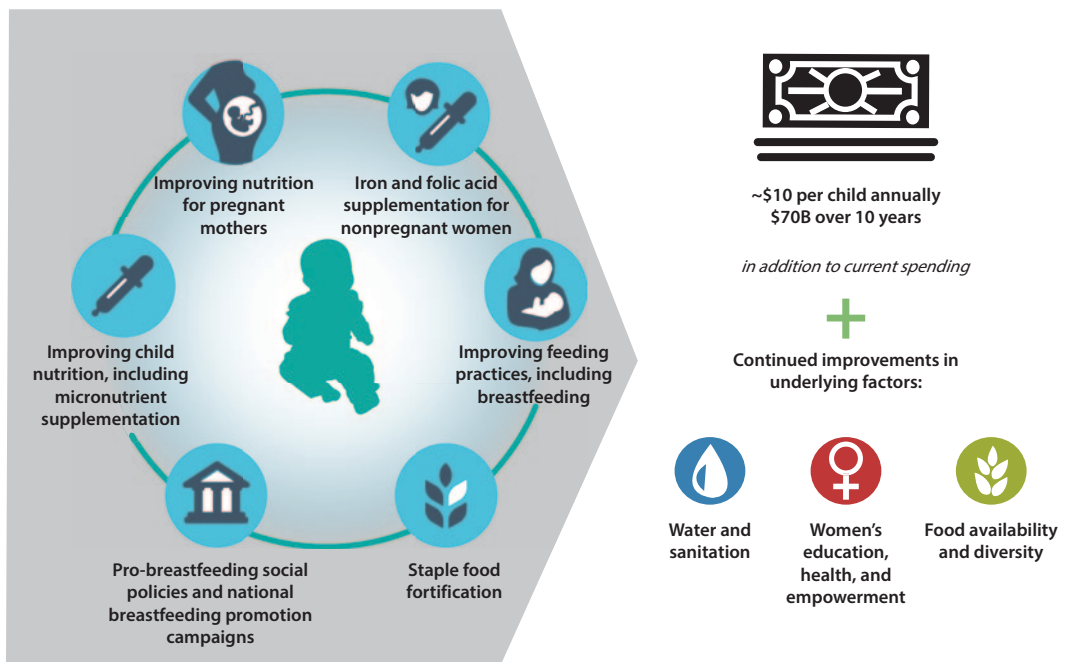 Improving nutrition
for pregnant
mothers
Iron and folic acid
supplementation for
nonpregnant women
Improving child
nutrition, including
micronutrient
supplementation
Improving feeding
practices, including
breastfeeding
Pro-breastfeeding social
policies and national
breastfeeding promotion
campaigns
Staple food
fortification
~$10 per child annually
$70B over 10 years
in addition to current spending
+
Continued improvements in
underlying factors:
Water and
sanitation
Women’s
education,
health, and
empowerment
Food availability
and diversity